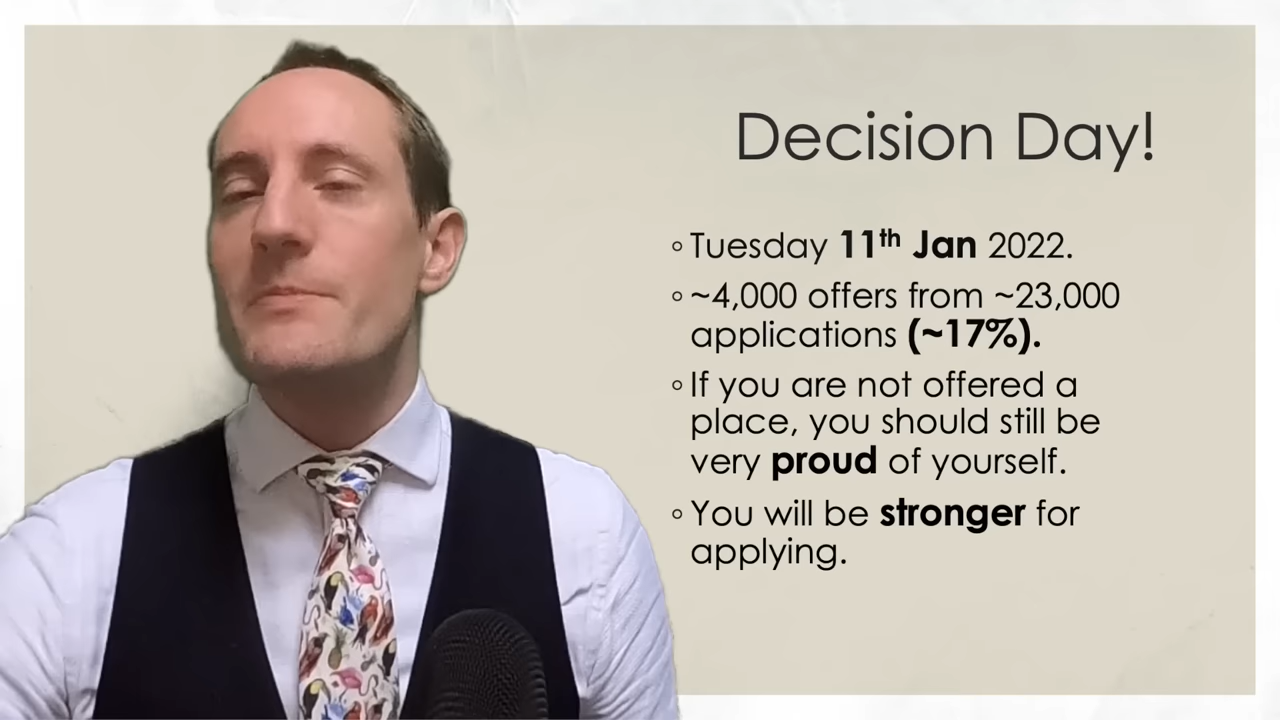 Decision Day!
◦ Tuesday 11th Jan 2022.
◦ ~4,000 offers from ~23,000
applications (~17%).
◦ If you are not offered a
place, you should still be
very proud of yourself.
◦ You will be stronger for
applying.